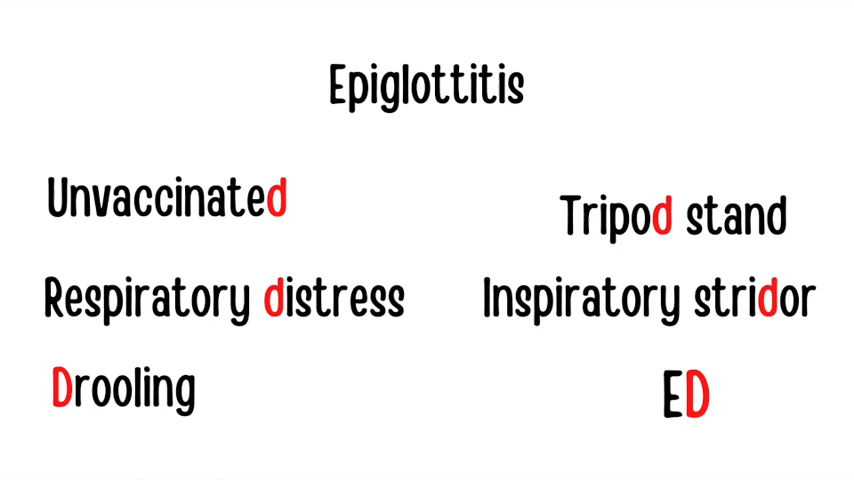 Epiglottitis
Unvaccinated
Respiratory distress
Drooling
Tripod stand
Inspiratory stridor
ED